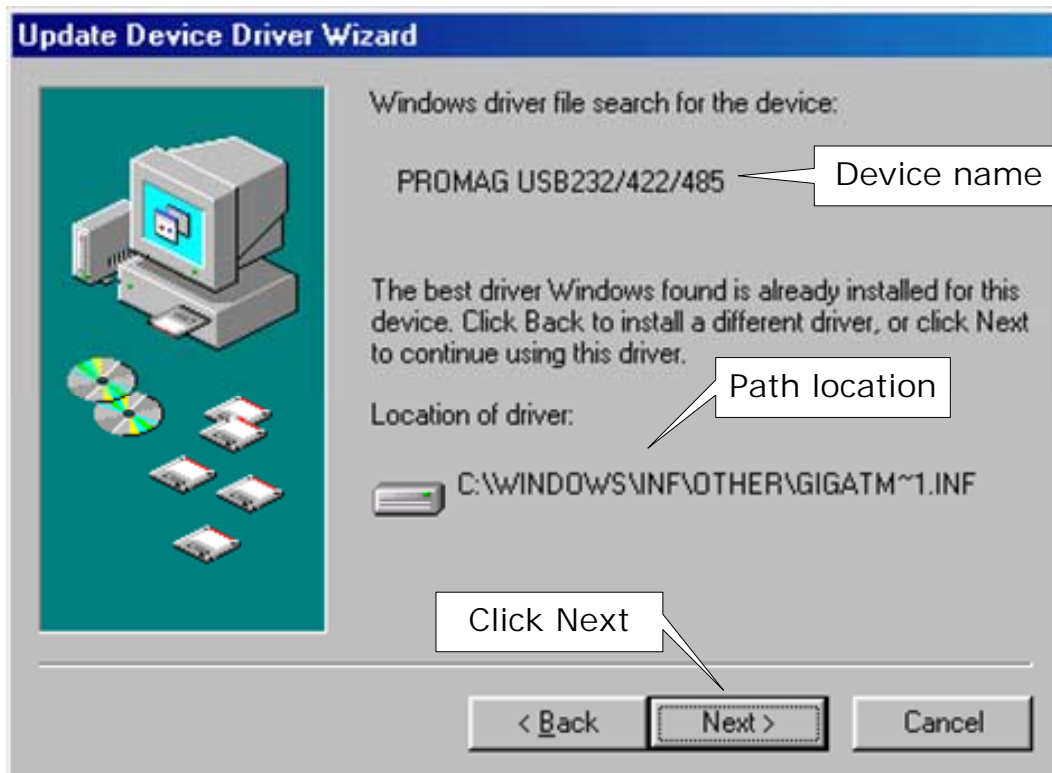 Update Device Driver Wizard
Windows driver file search for the device:
PROMAG USB232/422/485
Device name
The best driver Windows found is already installed for this
device. Click Back to install a different driver, or click Next
to continue using this driver.
Path location
Location of driver:
C:\WINDOWS\INF\OTHER\GIGATM~1.INF
Click Next
< Back
Next >
Cancel